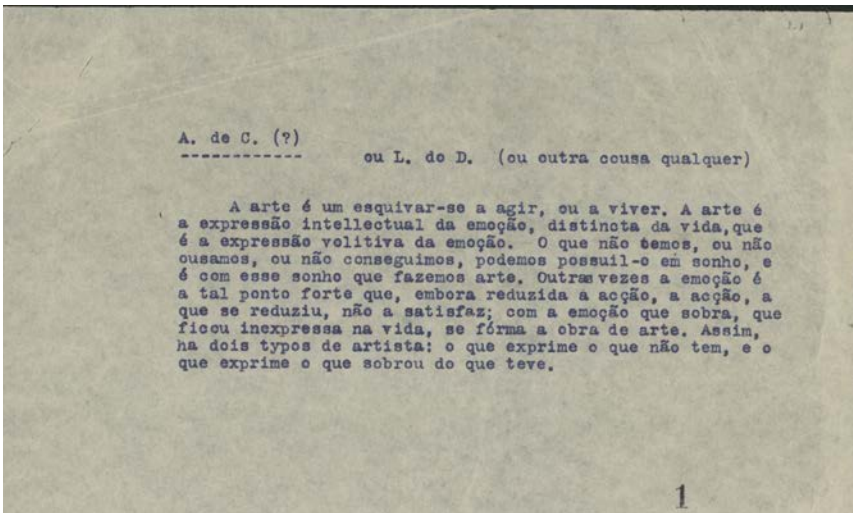 A. de C. (?)
------------
ou L. do D. (ou outra cousa qualquer)
A arte é um esquivar-se a agir, ou a viver. A arte é
a expressão intellectual da emoção, distincta da vida,que
é a expressão volitiva da emoção. O que não temos, ou não
ousamos, ou não conseguimos, podemos possuil-o em sonho, e
é com esse sonho que fazemos arte. Outras vezes a emoção é
a tal ponto forte que, embora reduzida a acção, a acção, a
que se reduziu, não a satisfaz; com a emoção que sobra, que
ficou inexpressa na vida, se fórma a obra de arte. Assim,
ha dois typos de artista: o que exprime o que não tem, e o
que exprime o que sobrou do que teve.
1